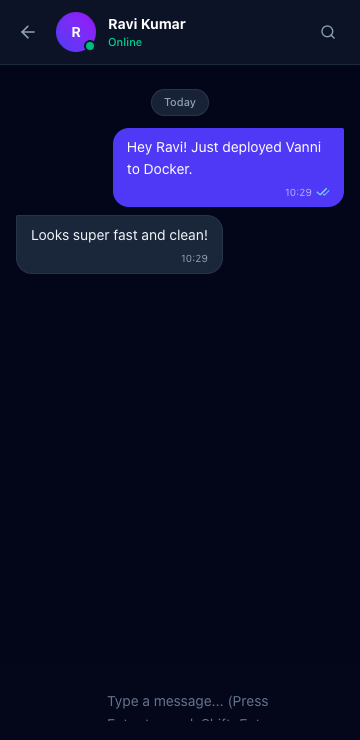 R
Ravi Kumar
Online
Today
Hey Ravi! Just deployed Vanni
to Docker.
10:29
Looks super fast and clean!
10:29
Type a message... (Press